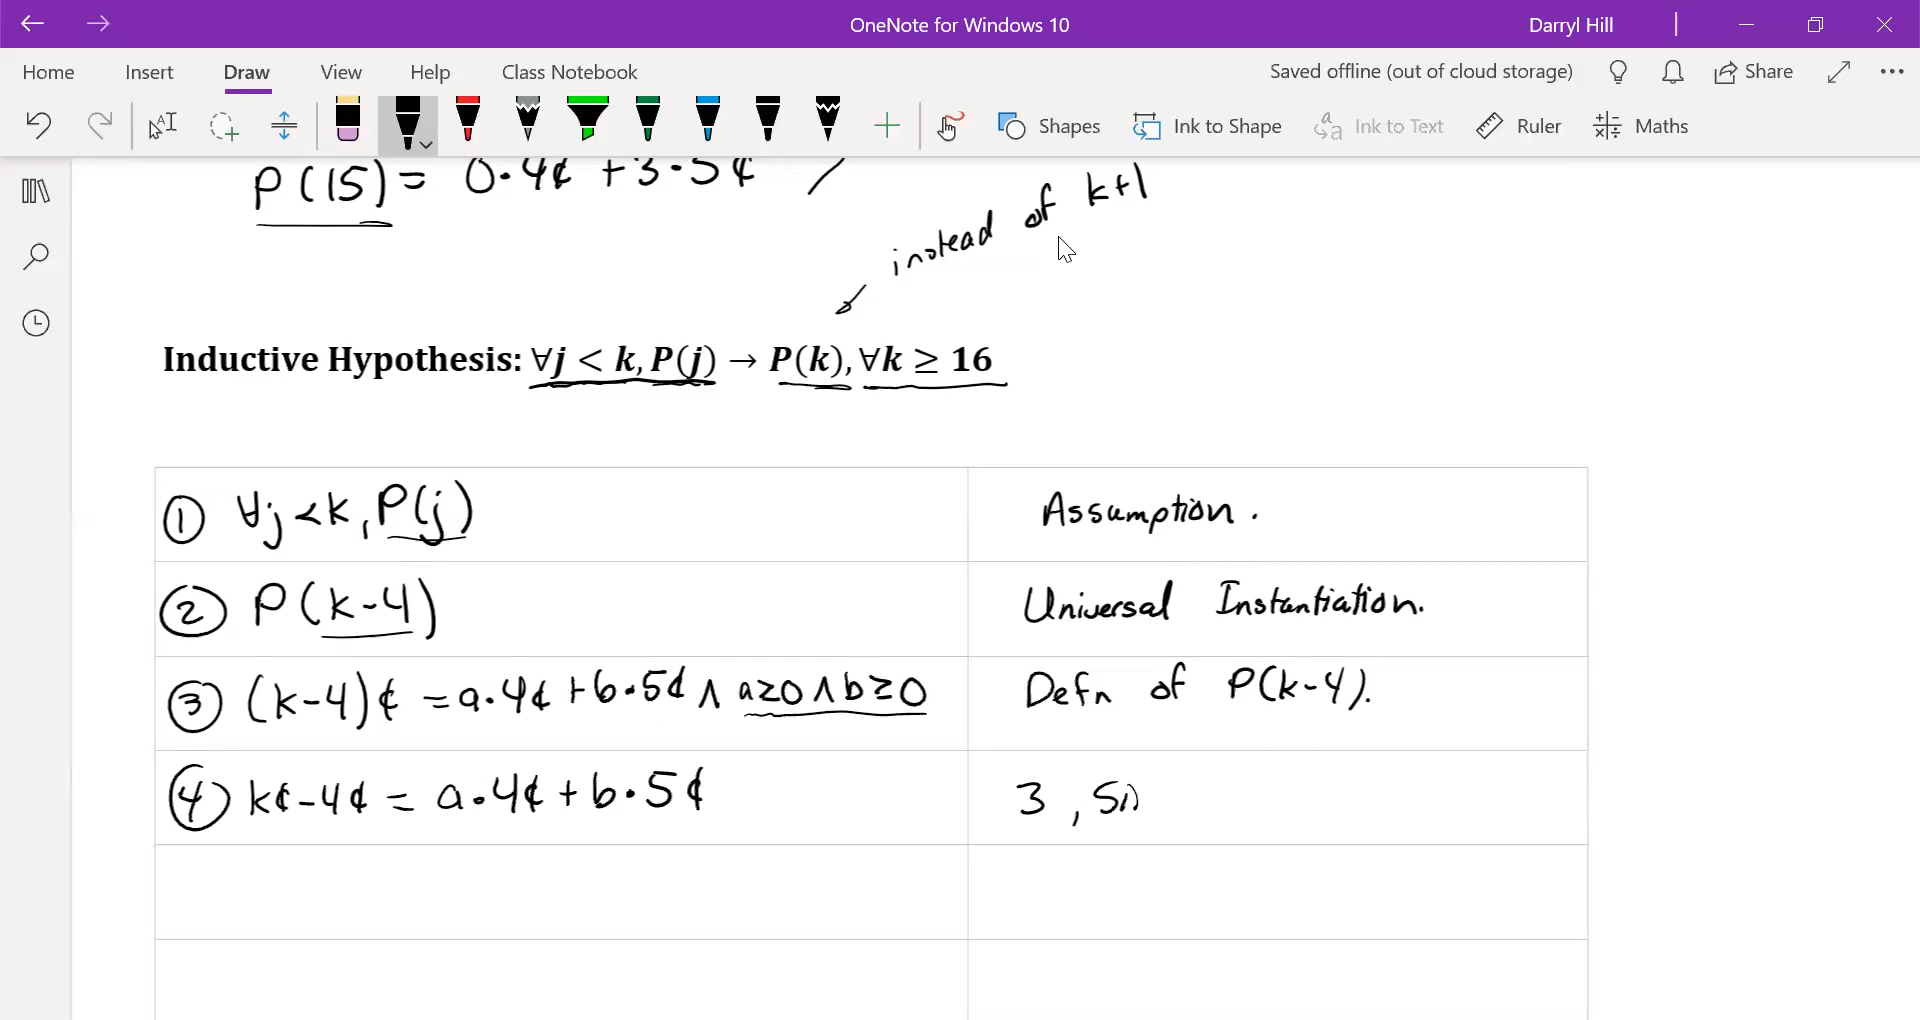 OneNote for Windows 10
Darryl Hill
Home Insert Draw View Help Class Notebook
Saved offline (out of cloud storage)
Share
Shapes Ink to Shape Ink to Text Ruler Maths
P(15) = 0·4¢ + 3·5¢
instead of k+1
Inductive Hypothesis: ∀j < k, P(j) → P(k), ∀k ≥ 16
① ∀j<k, P(j) Assumption.
② P(k-4) Universal Instantiation.
③ (k-4)¢ = a·4¢ + b·5¢ ∧ a≥0 ∧ b≥0 Defn of P(k-4).
④ k¢-4¢ = a·4¢ + b·5¢ 3,